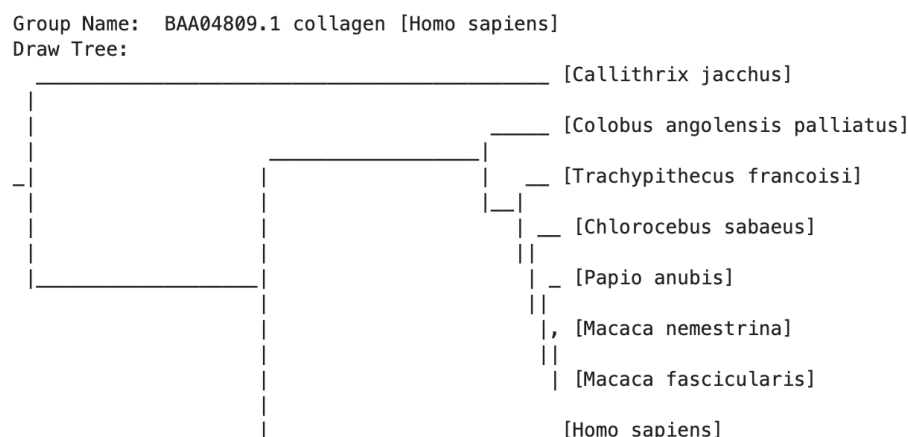 Group Name:  BAA04809.1 collagen [Homo sapiens]
Draw Tree:
[Callithrix jacchus]
[Colobus angolensis palliatus]
[Trachypithecus francoisi]
[Chlorocebus sabaeus]
[Papio anubis]
[Macaca nemestrina]
[Macaca fascicularis]
[Homo sapiens]